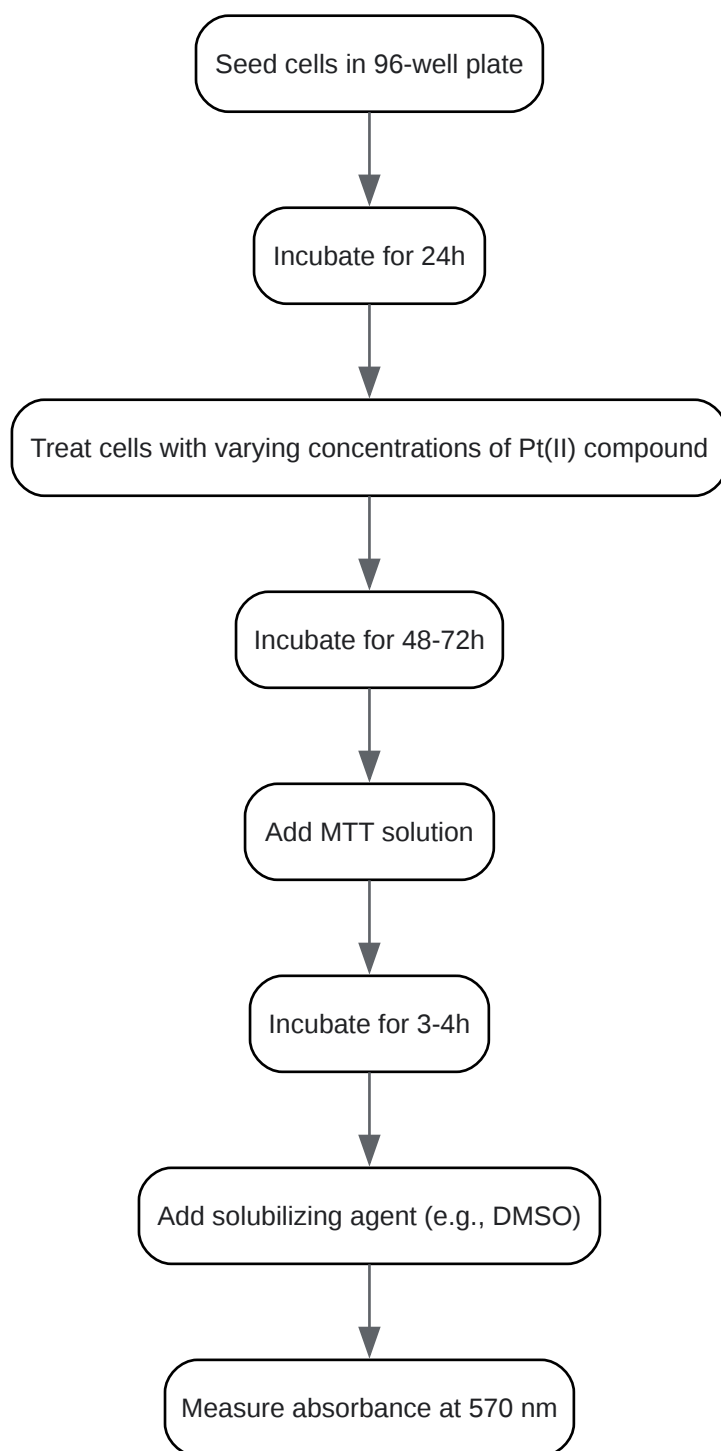 Seed cells in 96-well plate
Incubate for 24h
Treat cells with varying concentrations of Pt(II) compound
Incubate for 48-72h
Add MTT solution
Incubate for 3-4h
Add solubilizing agent (e.g., DMSO)
Measure absorbance at 570 nm